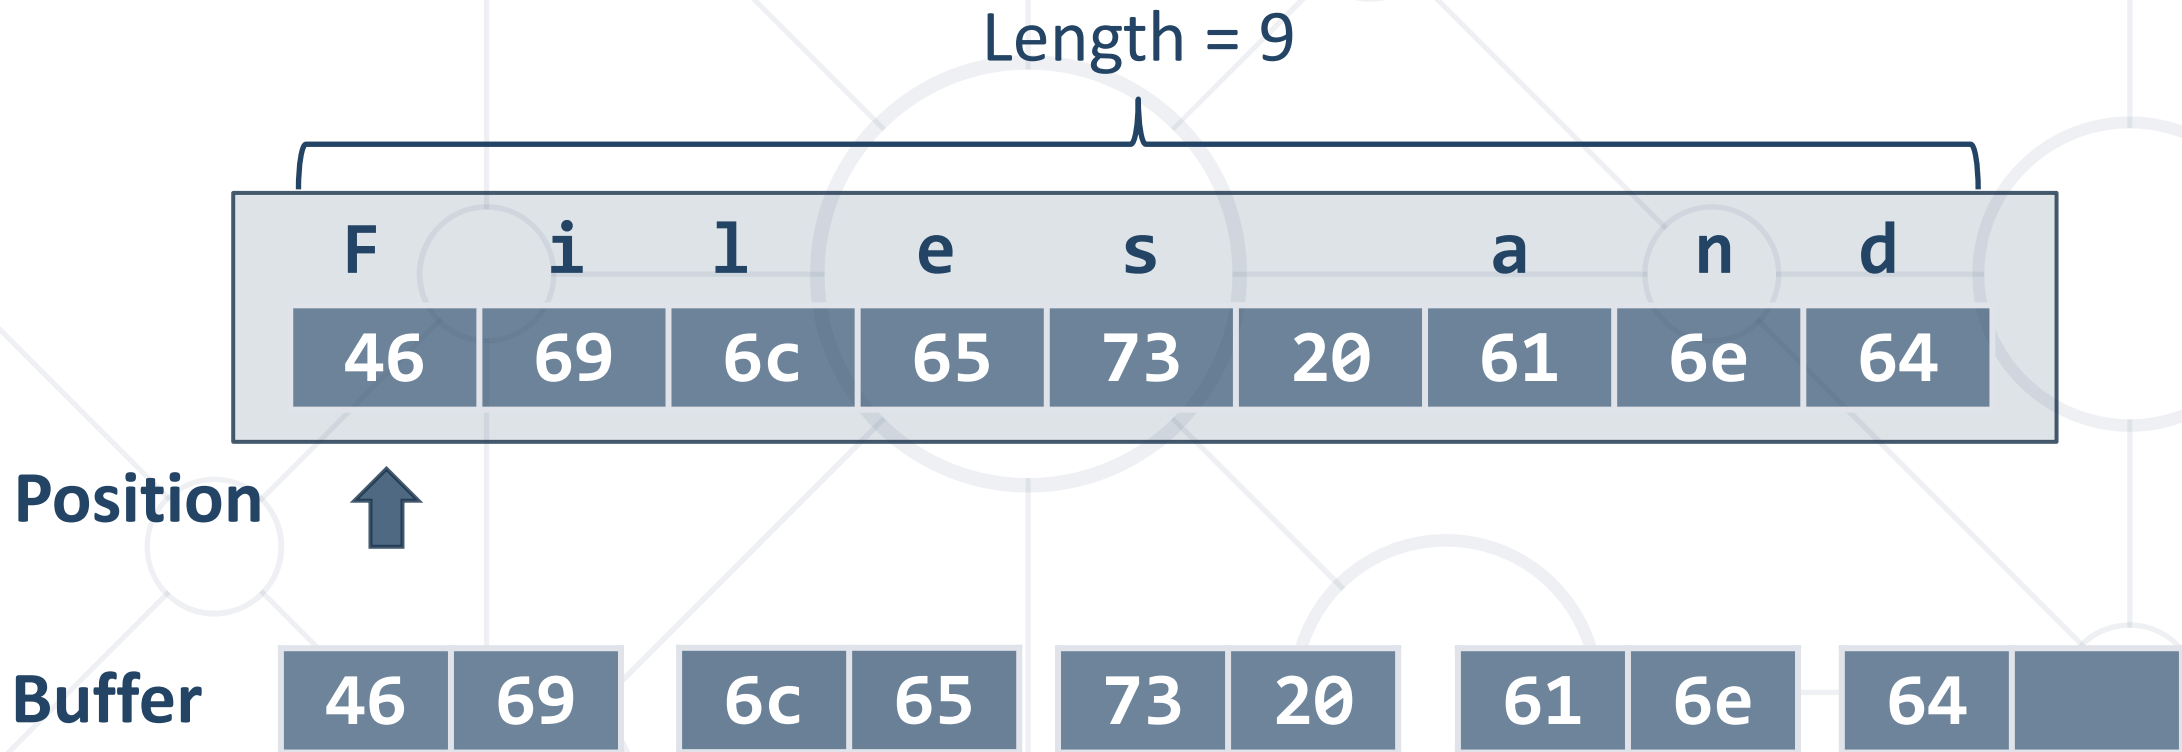 Length = 9
F i l e s a n d
46 69 6c 65 73 20 61 6e 64
Position
Buffer 46 69 6c 65 73 20 61 6e 64